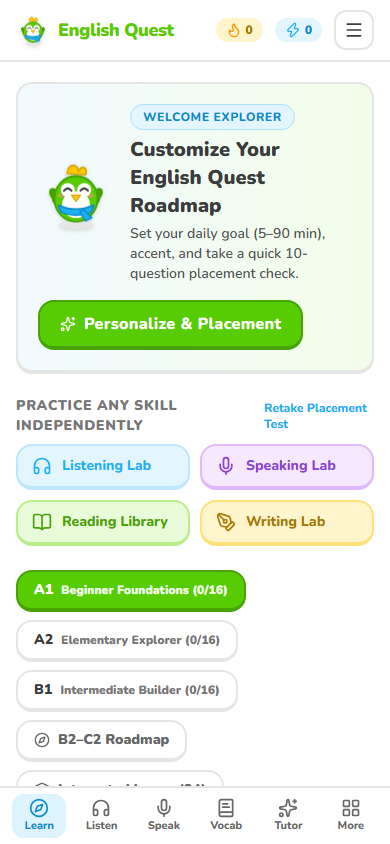 English Quest
0
0
WELCOME EXPLORER
Customize Your
English Quest
Roadmap
Set your daily goal (5–90 min),
accent, and take a quick 10-
question placement check.
Personalize & Placement
PRACTICE ANY SKILL
INDEPENDENTLY
Retake Placement
Test
Listening Lab
Speaking Lab
Reading Library
Writing Lab
A1 Beginner Foundations (0/16)
A2 Elementary Explorer (0/16)
B1 Intermediate Builder (0/16)
B2–C2 Roadmap
Learn
Listen
Speak
Vocab
Tutor
More